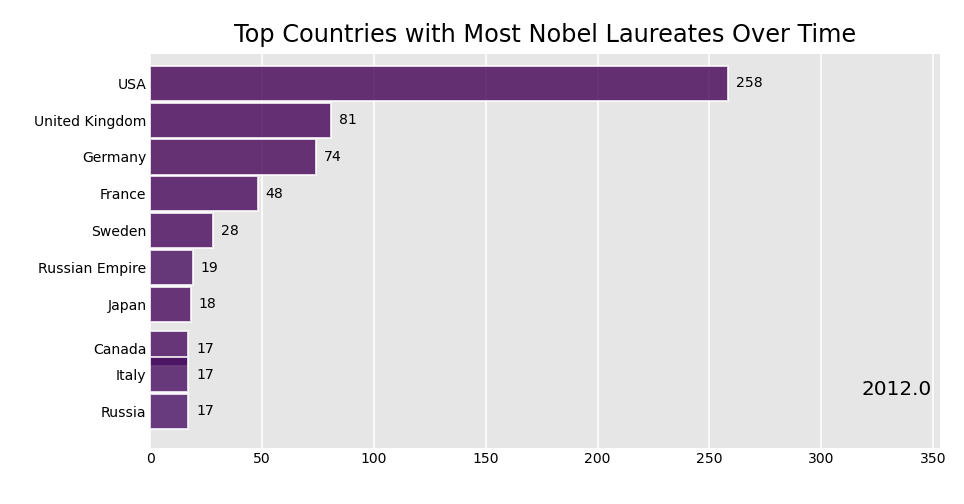 Top Countries with Most Nobel Laureates Over Time
USA 258
United Kingdom 81
Germany 74
France 48
Sweden 28
Russian Empire 19
Japan 18
Canada 17
Italy 17
2012.0
Russia 17
0 50 100 150 200 250 300 350